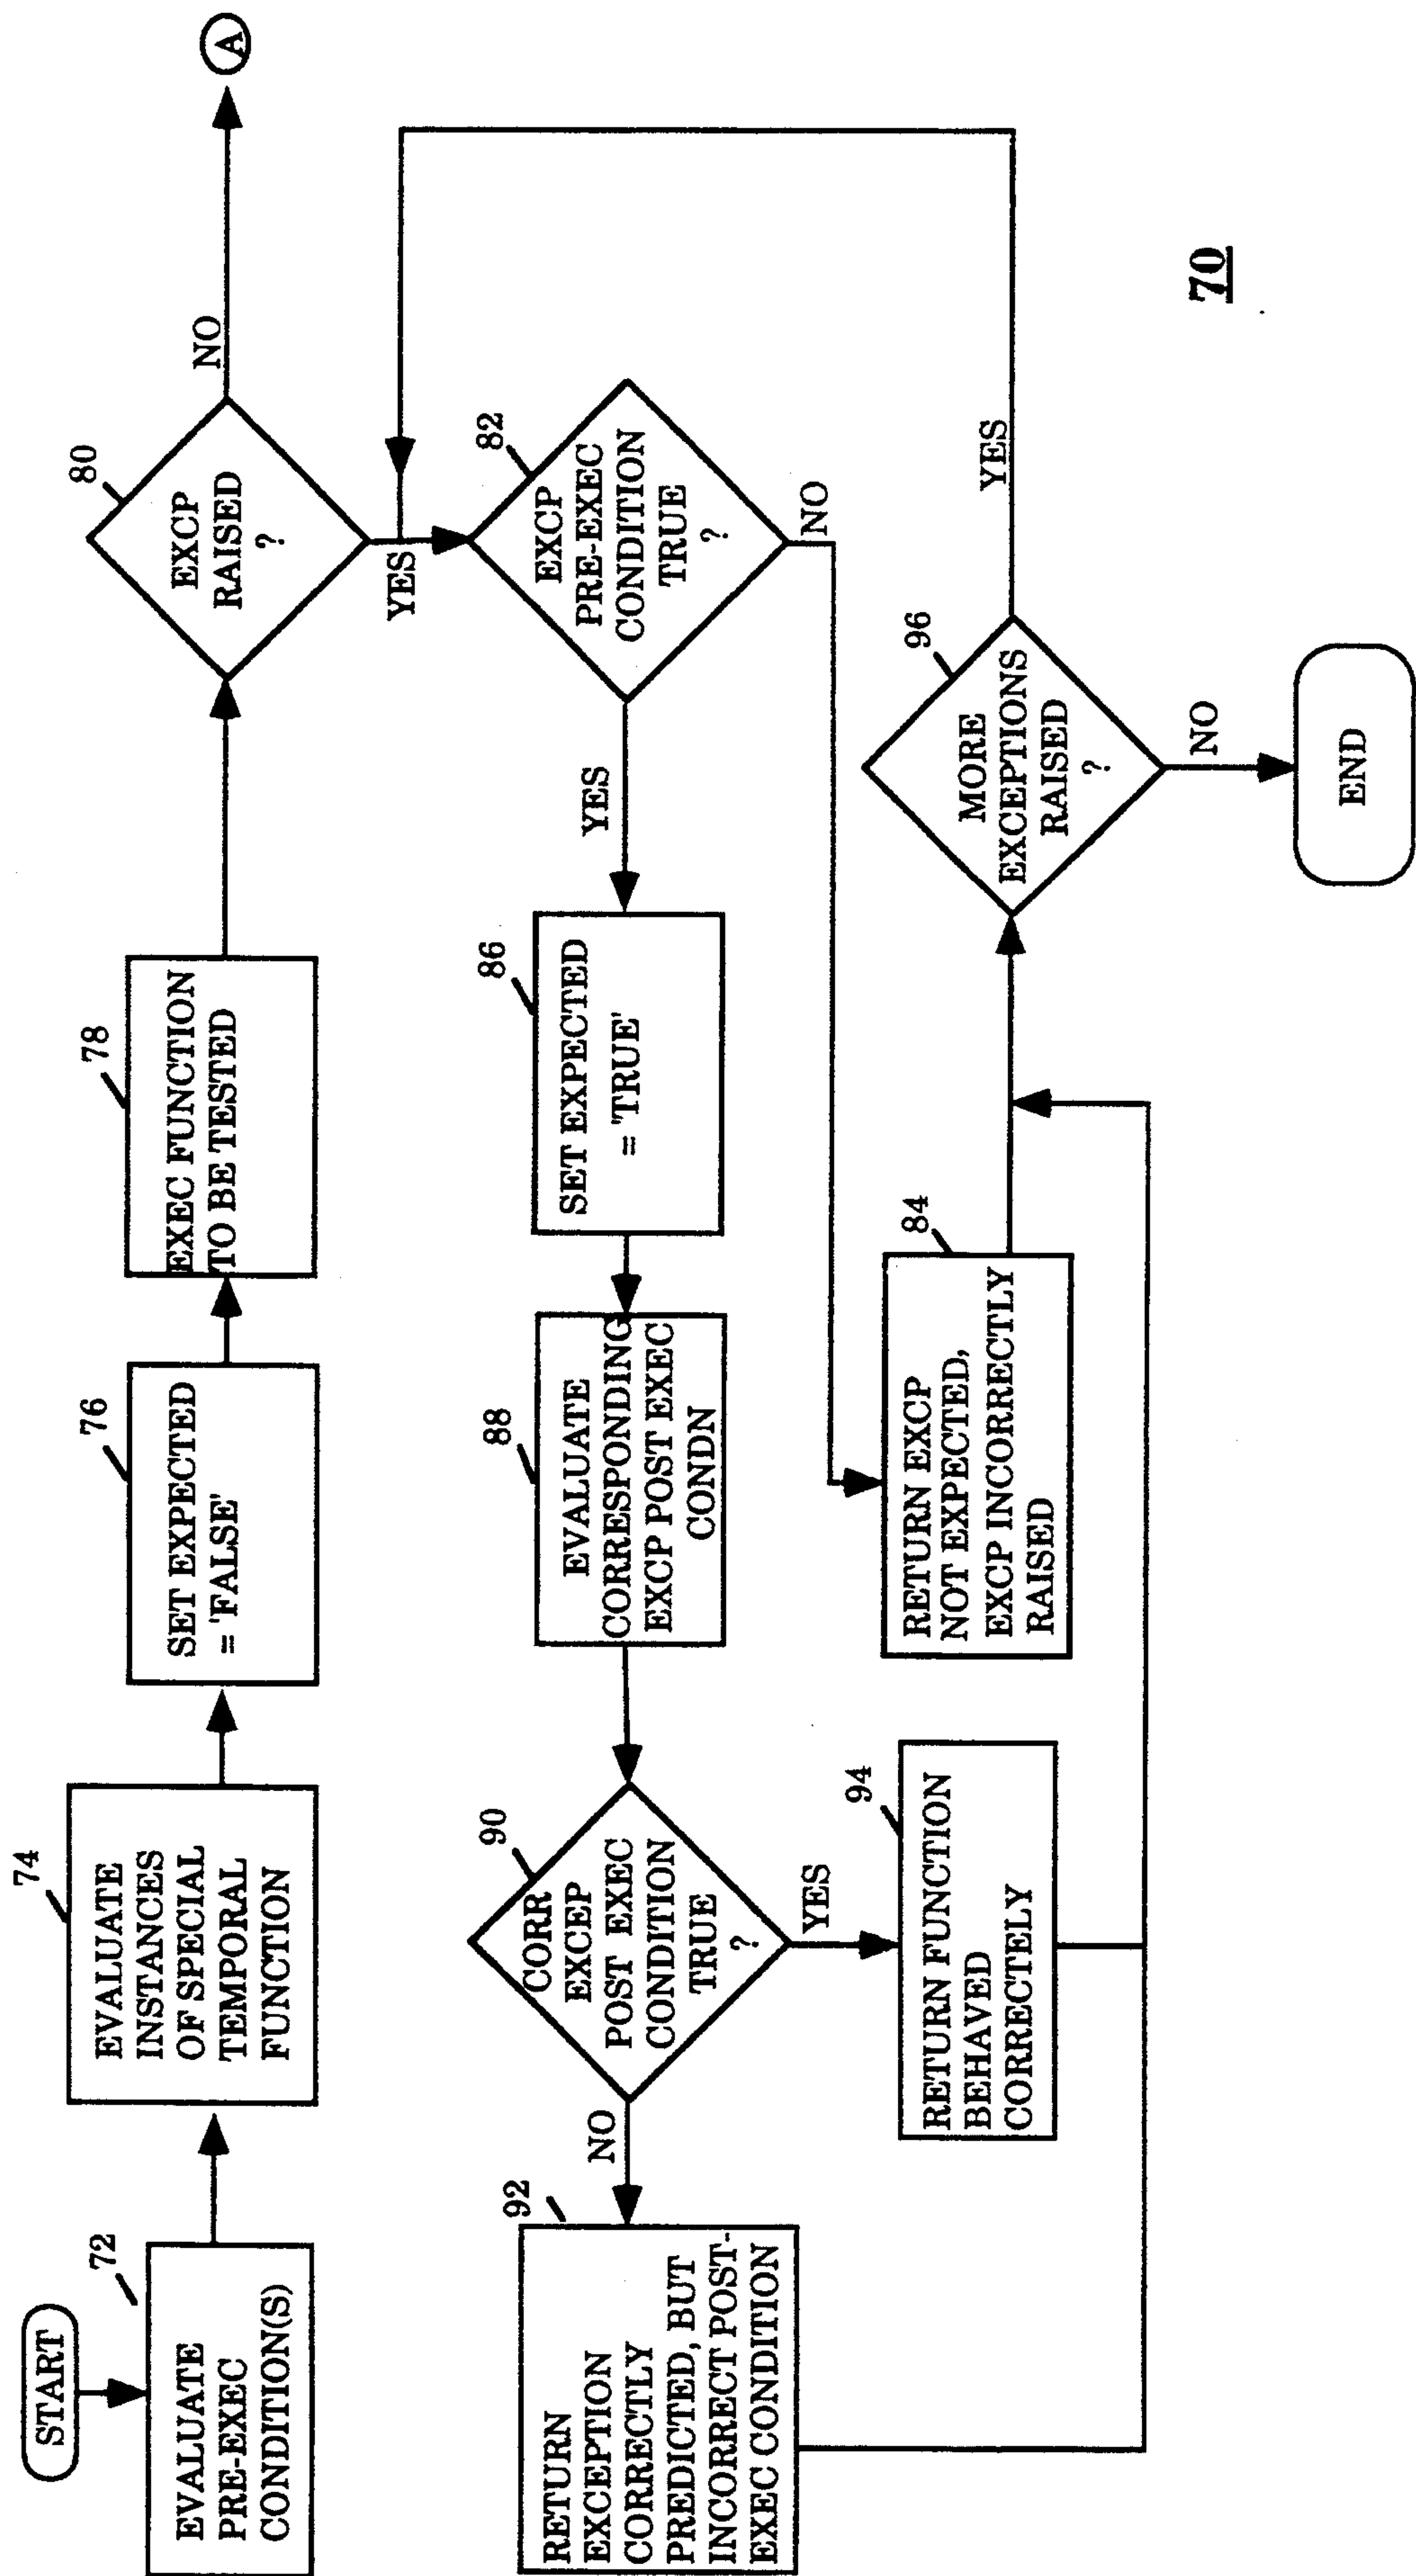 START
72
EVALUATE
PRE-EXEC
CONDITION(S)
74
EVALUATE
INSTANCES
OF SPECIAL
TEMPORAL
FUNCTION
76
SET EXPECTED
= 'FALSE'
78
EXEC FUNCTION
TO BE TESTED
80
EXCP
RAISED
?
NO
A
YES
82
EXCP
PRE-EXEC
CONDITION
TRUE
?
NO
YES
86
SET EXPECTED
= 'TRUE'
88
EVALUATE
CORRESPONDING
EXCP POST EXEC
CONDN
90
CORR
EXCEP
POST EXEC
CONDITION
TRUE
?
NO
YES
92
RETURN
EXCEPTION
CORRECTLY
PREDICTED, BUT
INCORRECT POST-
EXEC CONDITION
94
RETURN FUNCTION
BEHAVED
CORRECTELY
84
RETURN EXCP
NOT EXPECTED,
EXCP INCORRECTLY
RAISED
96
MORE
EXCEPTIONS
RAISED
?
YES
NO
END
70